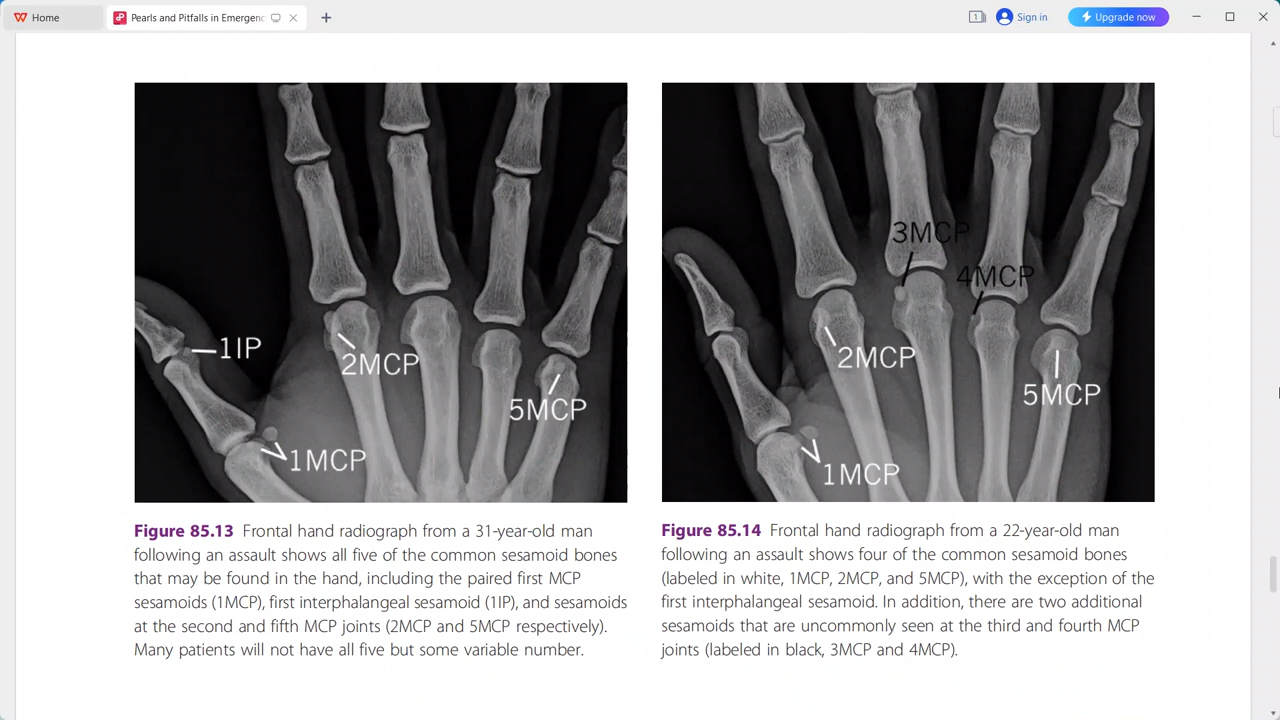 Home
Pearls and Pitfalls in Emergenc
1
Sign in
Upgrade now
1IP
2MCP
5MCP
1MCP
3MCP
4MCP
2MCP
5MCP
1MCP
Figure 85.13 Frontal hand radiograph from a 31-year-old man
following an assault shows all five of the common sesamoid bones
that may be found in the hand, including the paired first MCP
sesamoids (1MCP), first interphalangeal sesamoid (1IP), and sesamoids
at the second and fifth MCP joints (2MCP and 5MCP respectively).
Many patients will not have all five but some variable number.
Figure 85.14 Frontal hand radiograph from a 22-year-old man
following an assault shows four of the common sesamoid bones
(labeled in white, 1MCP, 2MCP, and 5MCP), with the exception of the
first interphalangeal sesamoid. In addition, there are two additional
sesamoids that are uncommonly seen at the third and fourth MCP
joints (labeled in black, 3MCP and 4MCP).